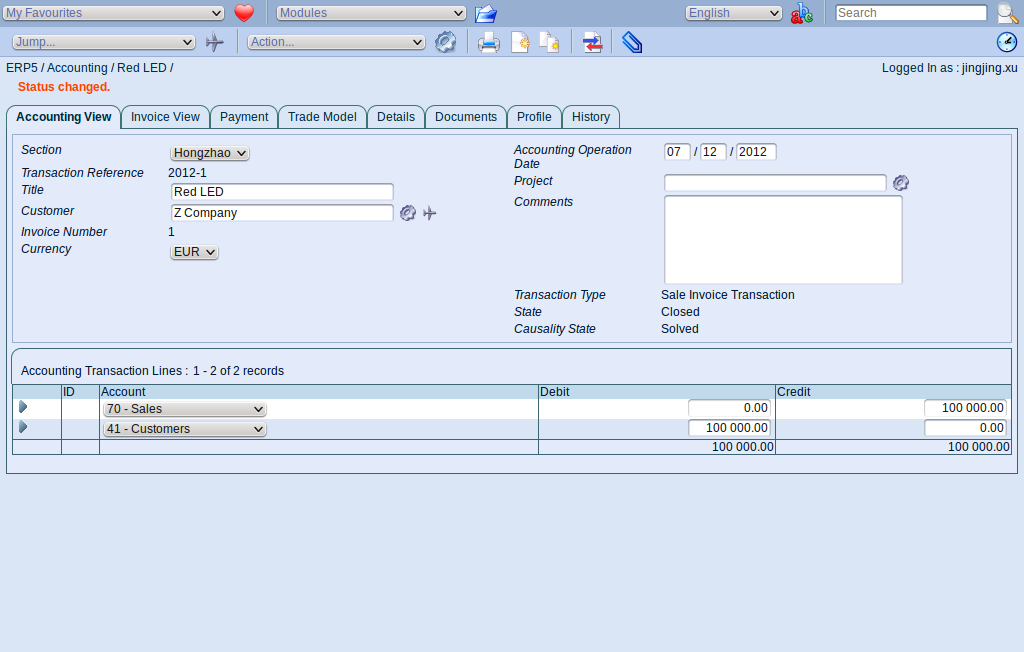 My Favourites Modules English abc Search
Jump... Action...
ERP5 / Accounting / Red LED / Logged In as : jingjing.xu
Status changed.
Accounting View Invoice View Payment Trade Model Details Documents Profile History
Section Hongzhao
Transaction Reference 2012-1
Title Red LED
Customer Z Company
Invoice Number 1
Currency EUR
Accounting Operation Date 07 / 12 / 2012
Project
Comments
Transaction Type Sale Invoice Transaction
State Closed
Causality State Solved
Accounting Transaction Lines : 1 - 2 of 2 records
ID Account Debit Credit
70 - Sales 0.00 100 000.00
41 - Customers 100 000.00 0.00
100 000.00 100 000.00